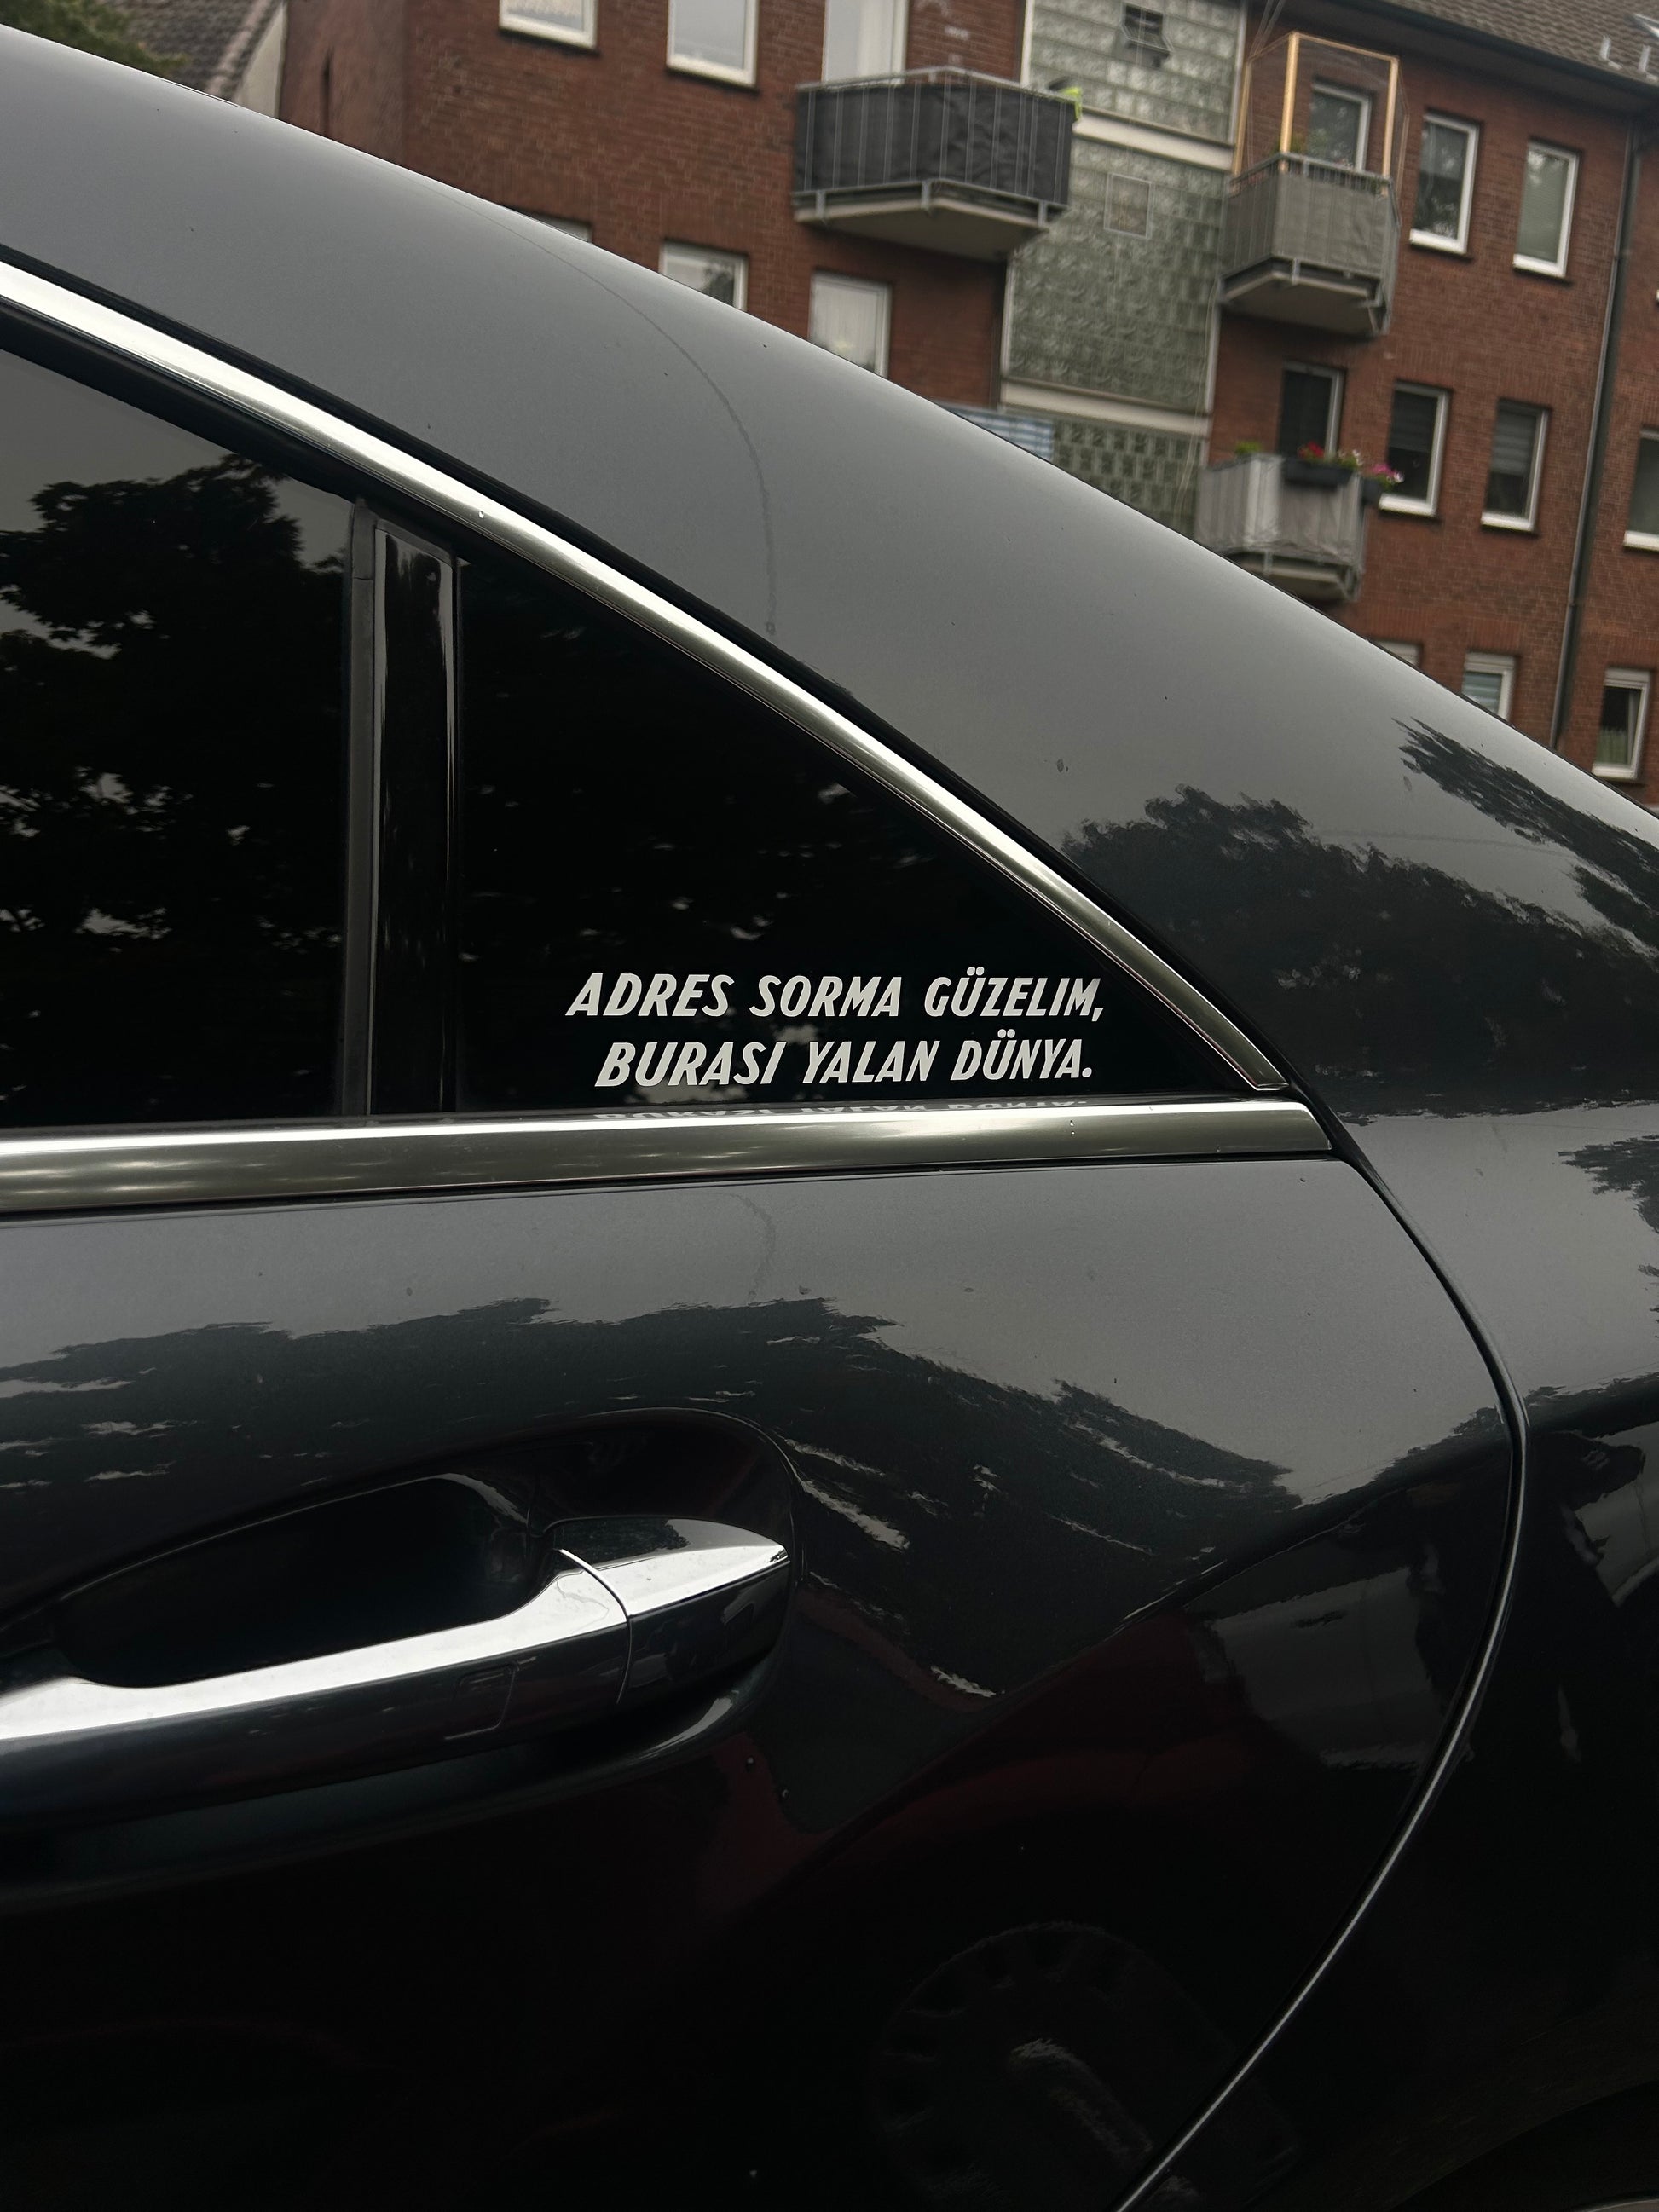 ADRES SORMA GÜZELIM,
BURASI YALAN DÜNYA.